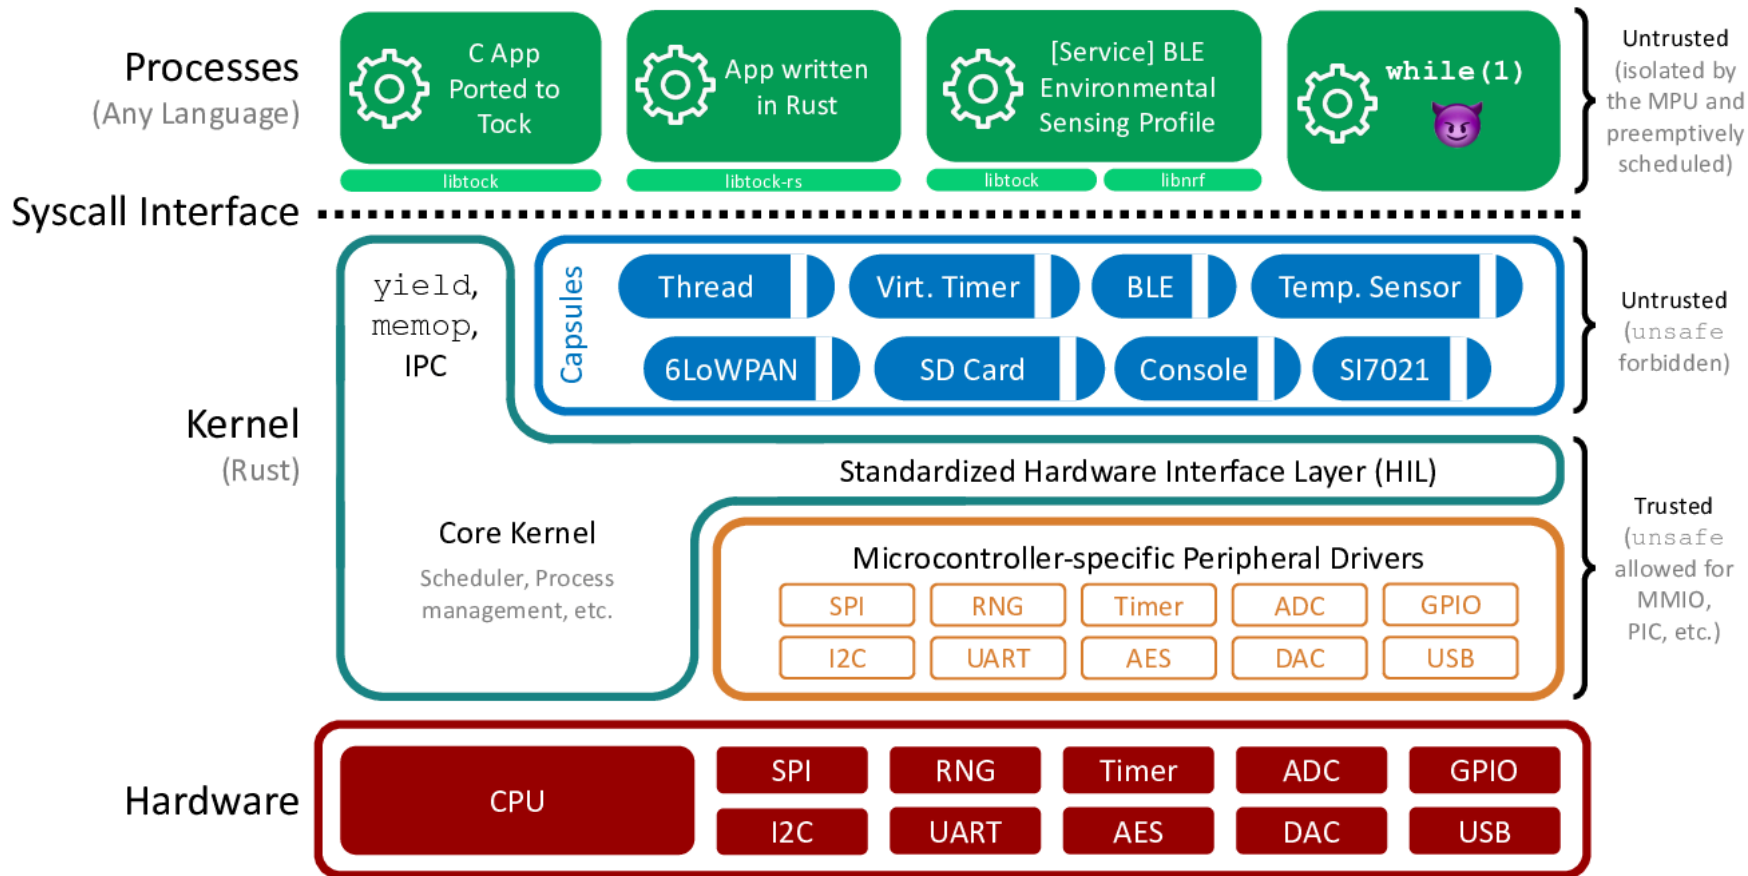 Processes
(Any Language)
C App
Ported to
Tock
libtock
App written
in Rust
libtock-rs
[Service] BLE
Environmental
Sensing Profile
libtock
libnrf
while(1)
Untrusted
(isolated by
the MPU and
preemptively
scheduled)
Syscall Interface
Kernel
(Rust)
yield,
memop,
IPC
Capsules
Thread
Virt. Timer
BLE
Temp. Sensor
6LoWPAN
SD Card
Console
SI7021
Untrusted
(unsafe
forbidden)
Standardized Hardware Interface Layer (HIL)
Core Kernel
Scheduler, Process
management, etc.
Microcontroller-specific Peripheral Drivers
SPI
RNG
Timer
ADC
GPIO
I2C
UART
AES
DAC
USB
Trusted
(unsafe
allowed for
MMIO,
PIC, etc.)
Hardware
CPU
SPI
RNG
Timer
ADC
GPIO
I2C
UART
AES
DAC
USB